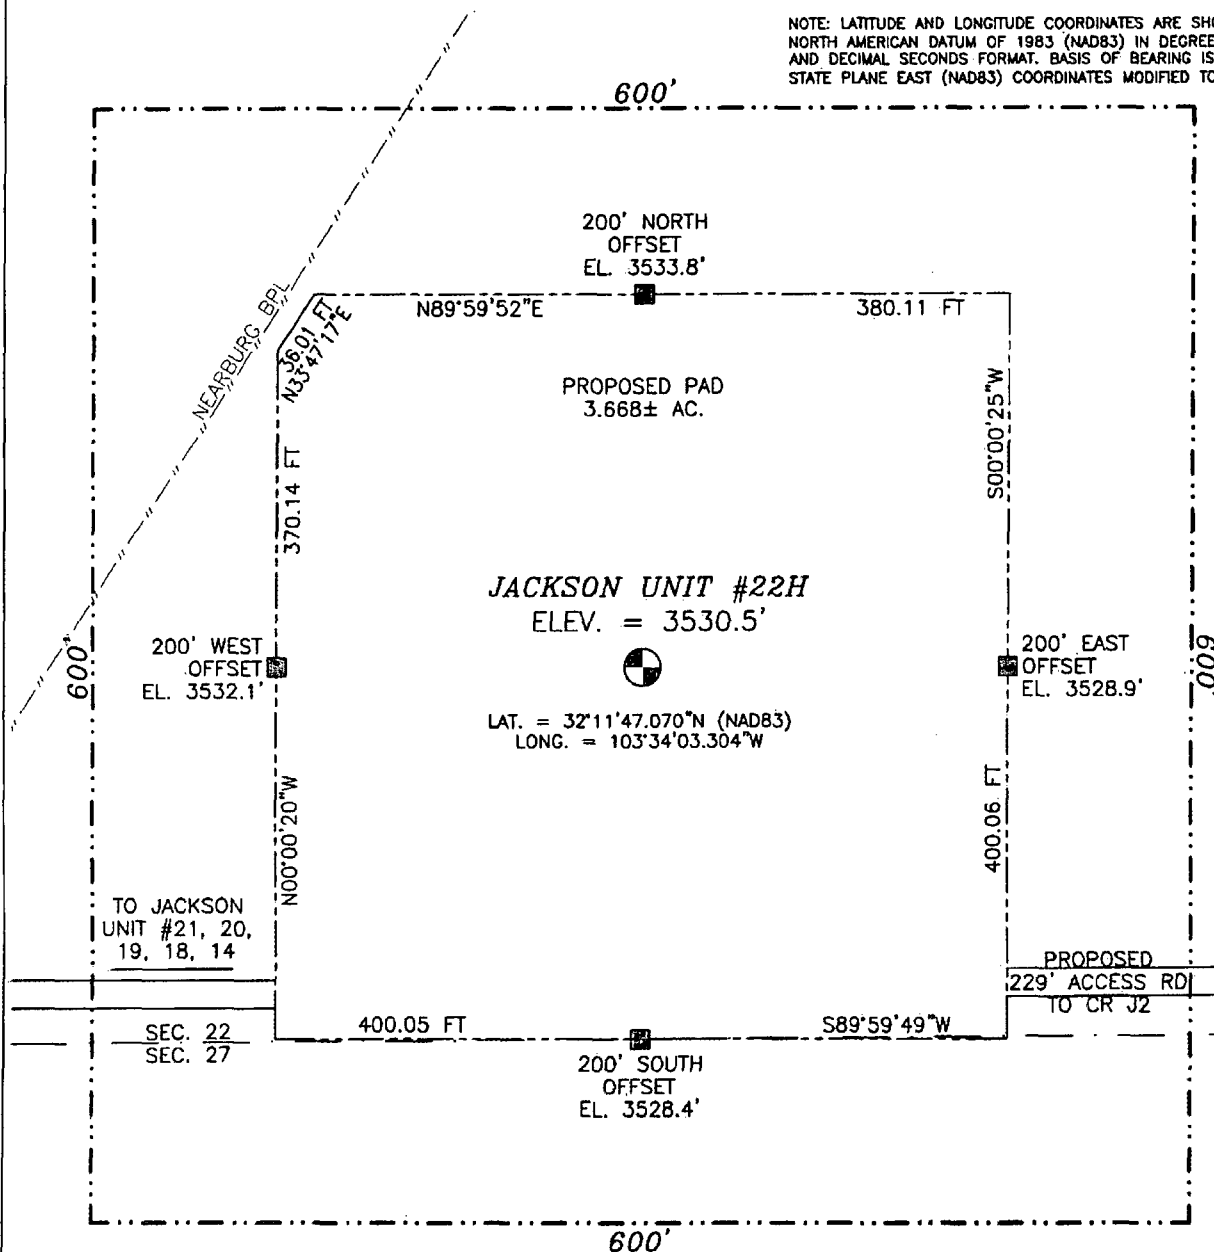 NOTE: LATITUDE AND LONGITUDE COORDINATES ARE
NORTH AMERICAN DATUM OF 1983 (NAD83) IN
AND DECIMAL SECONDS FORMAT. BASIS OF BEARING IS
STATE PLANE EAST (NAD83) COORDINATES MODIFIED TO
600'
200' NORTH
OFFSET
EL. 3533.8'
N89°59'52"E
380.11 FT
36.01 FT
N33°47'17"E
NEARBURG BPL
PROPOSED PAD
3.668± AC.
S00°00'25"W
370.14 FT
JACKSON UNIT #22H
ELEV. = 3530.5'
600'
200' WEST
OFFSET
EL. 3532.1'
200' EAST
OFFSET
EL. 3528.9'
600'
LAT. = 32°11'47.070"N (NAD83)
LONG. = 103°34'03.304"W
N00°00'20"W
400.06 FT
TO JACKSON
UNIT #21, 20,
19, 18, 14
PROPOSED
229' ACCESS RD
TO CR J2
SEC. 22
SEC. 27
400.05 FT
S89°59'49"W
200' SOUTH
OFFSET
EL. 3528.4'
600'